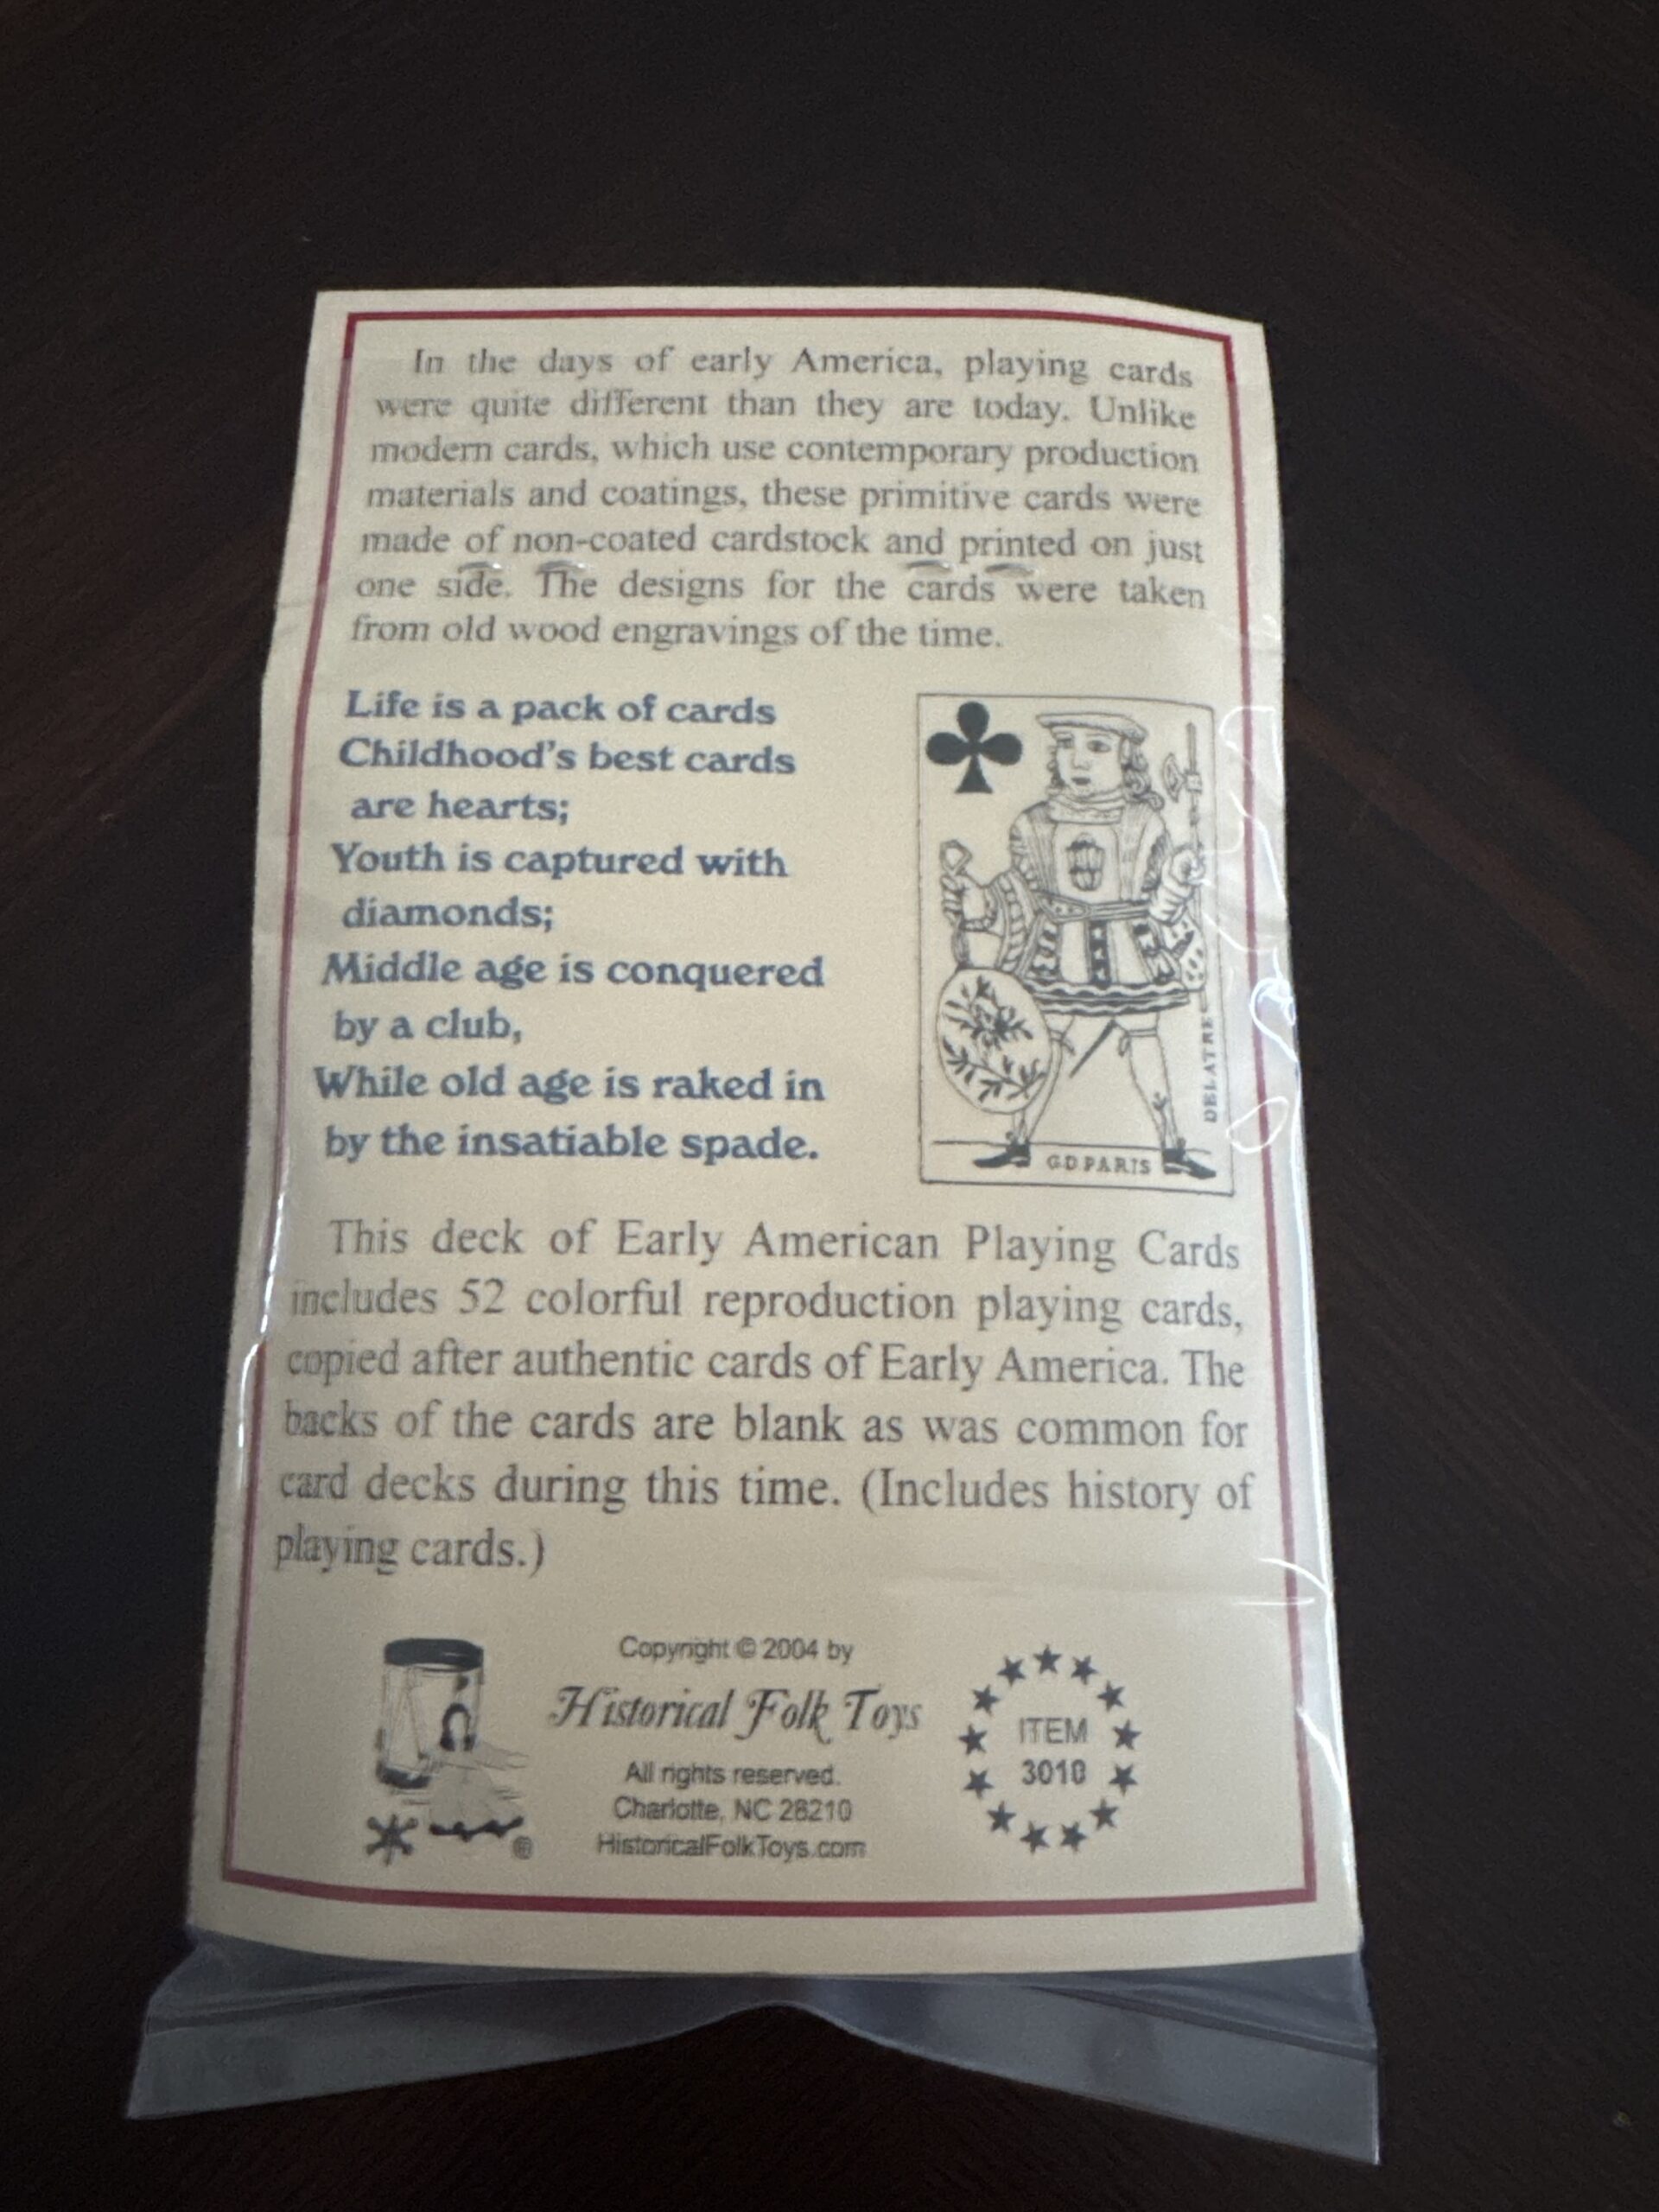 In the days of early America, playing cards
were quite different than they are today. Unlike
modern cards, which use contemporary production
materials and coatings, these primitive cards were
made of non-coated cardstock and printed on just
one side. The designs for the cards were taken
from old wood engravings of the time.
Life is a pack of cards
Childhood's best cards
are hearts;
Youth is captured with
diamonds;
Middle age is conquered
by a club,
While old age is raked in
by the insatiable spade.
DELATRE
GD PARIS
This deck of Early American Playing Cards
includes 52 colorful reproduction playing cards,
copied after authentic cards of Early America. The
backs of the cards are blank as was common for
card decks during this time. (Includes history of
playing cards.)
Copyright © 2004 by
Historical Folk Toys
All rights reserved.
Charlotte, NC 28210
HistoricalFolkToys.com
®
ITEM
3010